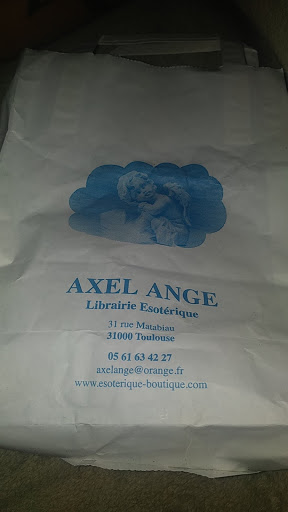 AXEL ANGE
Librairie Esotérique
31 rue Matabiau
31000 Toulouse
05 61 63 42 27
axelange@orange.fr
www.esoterique-boutique.com